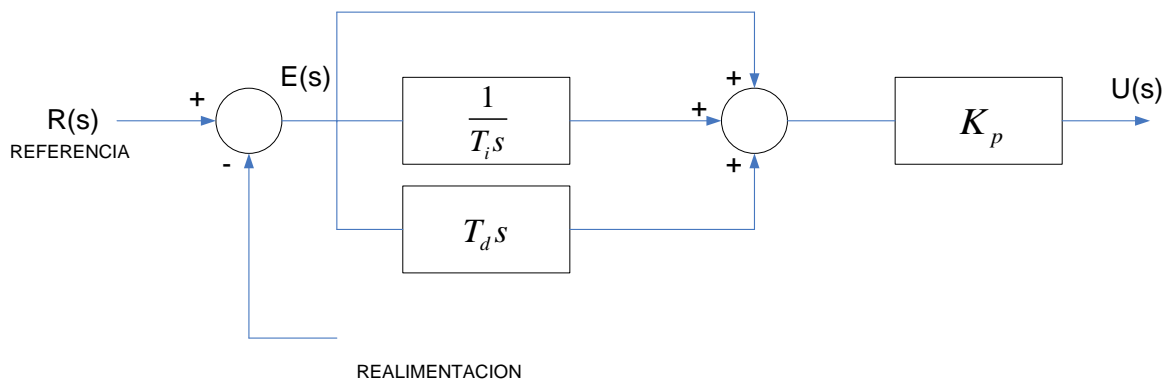 E(s)
R(s)
REFERENCIA
+
-
1
T_i s
T_d s
+
+
+
K_p
U(s)
REALIMENTACION